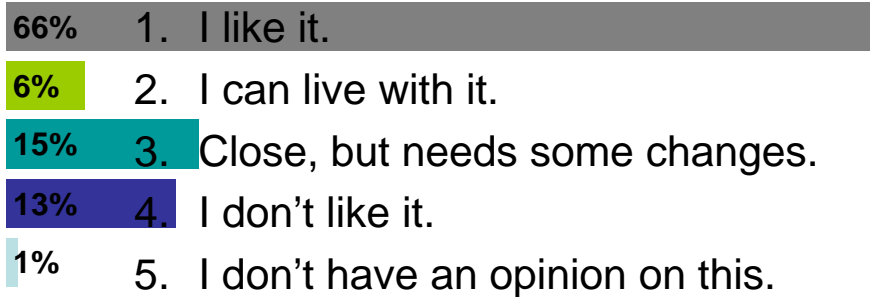 66% 1. I like it.
6% 2. I can live with it.
15% 3. Close, but needs some changes.
13% 4. I don’t like it.
1% 5. I don’t have an opinion on this.